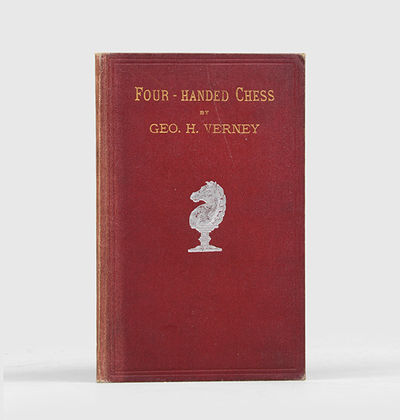 FOUR - HANDED CHESS
BY
GEO. H. VERNEY